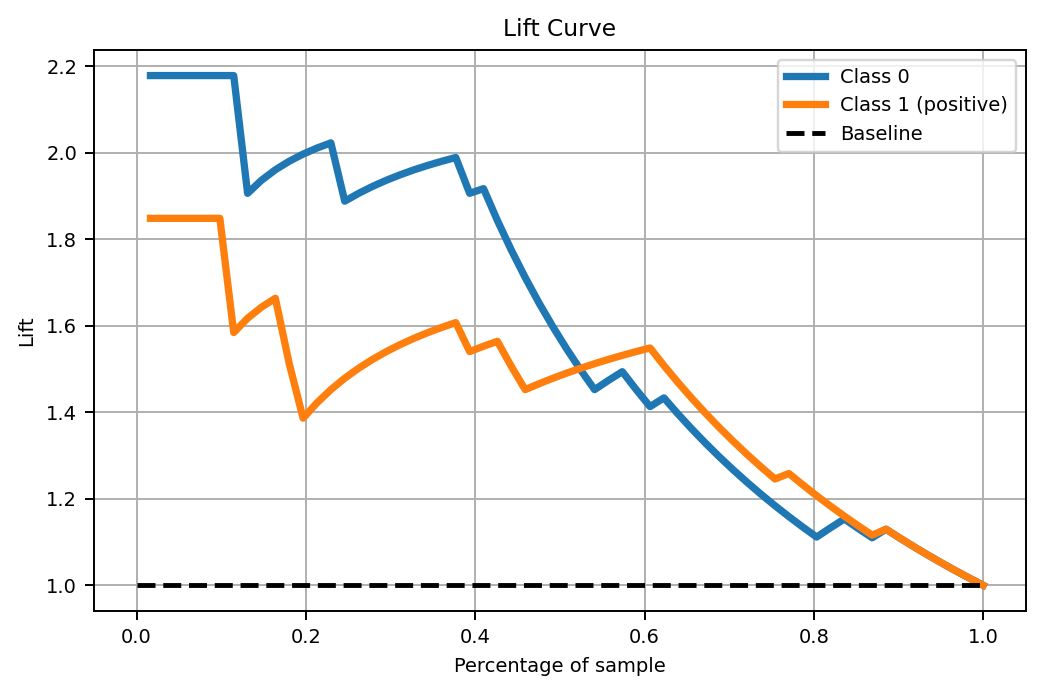 Lift Curve
2.2
2.0
1.8
1.6
1.4
1.2
1.0
Lift
Class 0
Class 1 (positive)
Baseline
0.0 0.2 0.4 0.6 0.8 1.0
Percentage of sample